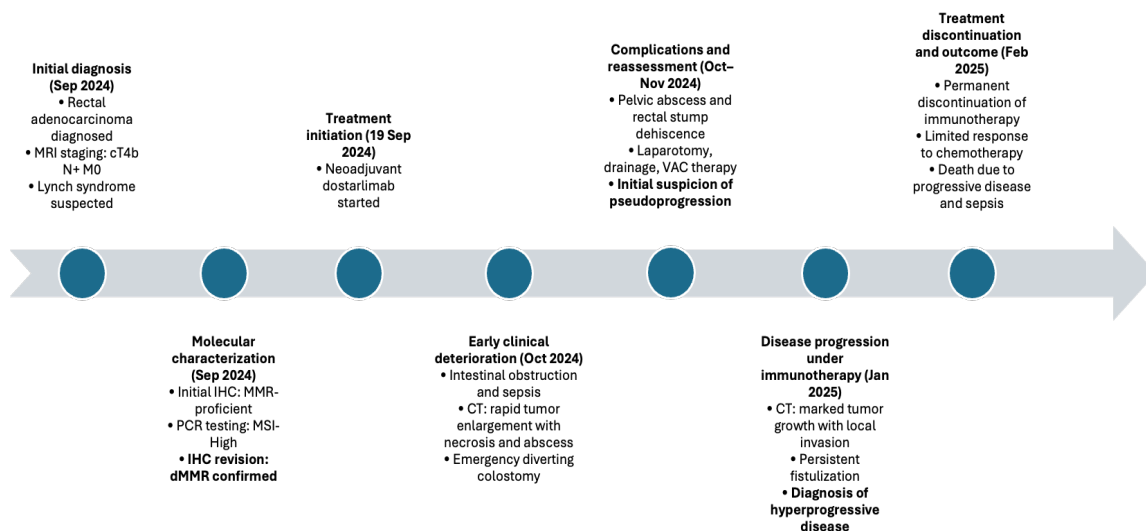 Initial diagnosis
(Sep 2024)
• Rectal
adenocarcinoma
diagnosed
• MRI staging: cT4b
N+ M0
• Lynch syndrome
suspected
Molecular
characterization
(Sep 2024)
• Initial IHC: MMR-
proficient
• PCR testing: MSI-
High
• IHC revision:
dMMR confirmed
Treatment
initiation (19 Sep
2024)
• Neoadjuvant
dostarlimab
started
Early clinical
deterioration (Oct 2024)
• Intestinal obstruction
and sepsis
• CT: rapid tumor
enlargement with
necrosis and abscess
• Emergency diverting
colostomy
Complications and
reassessment (Oct–
Nov 2024)
• Pelvic abscess and
rectal stump
dehiscence
• Laparotomy,
drainage, VAC therapy
• Initial suspicion of
pseudoprogression
Disease progression
under
immunotherapy (Jan
2025)
• CT: marked tumor
growth with local
invasion
• Persistent
fistulization
• Diagnosis of
hyperprogressive
disease
Treatment
discontinuation
and outcome (Feb
2025)
• Permanent
discontinuation of
immunotherapy
• Limited response
to chemotherapy
• Death due to
progressive disease
and sepsis